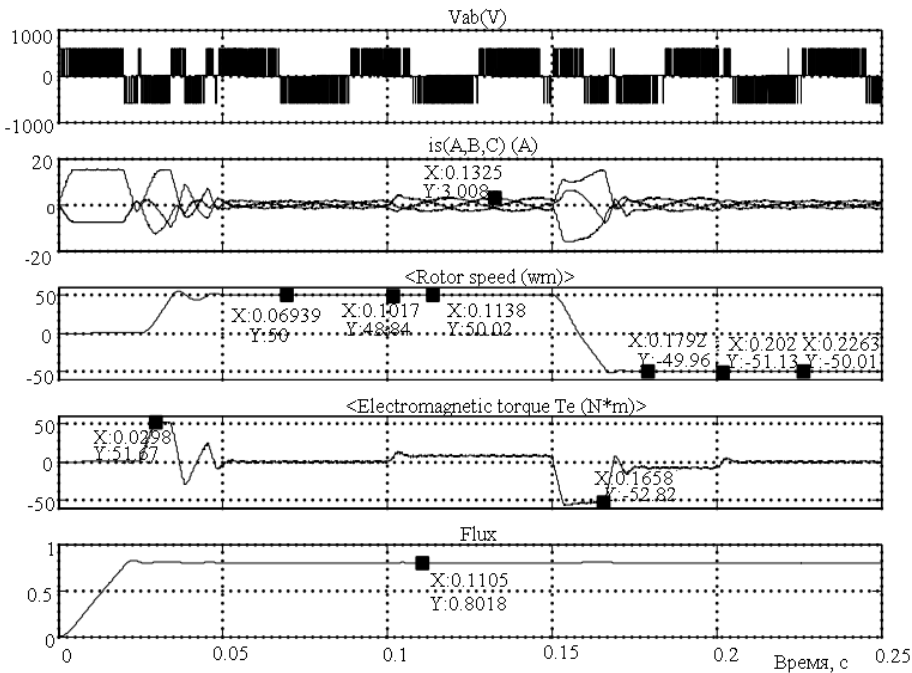 Vab(V)
1000
0
-1000
is(A,B,C) (A)
20
0
-20
X:0.1325
Y:3.008
<Rotor speed (wm)>
50
0
-50
X:0.06939
Y:50
X:0.1017
Y:48.84
X:0.1138
Y:50.02
X:0.1792
Y:-49.96
X:0.202
Y:-51.13
X:0.2263
Y:-50.01
<Electromagnetic torque Te (N*m)>
50
0
-50
X:0.0298
Y:51.67
X:0.1658
Y:-52.82
Flux
1
0.5
0
X:0.1105
Y:0.8018
0 0.05 0.1 0.15 0.2 0.25
Время, с